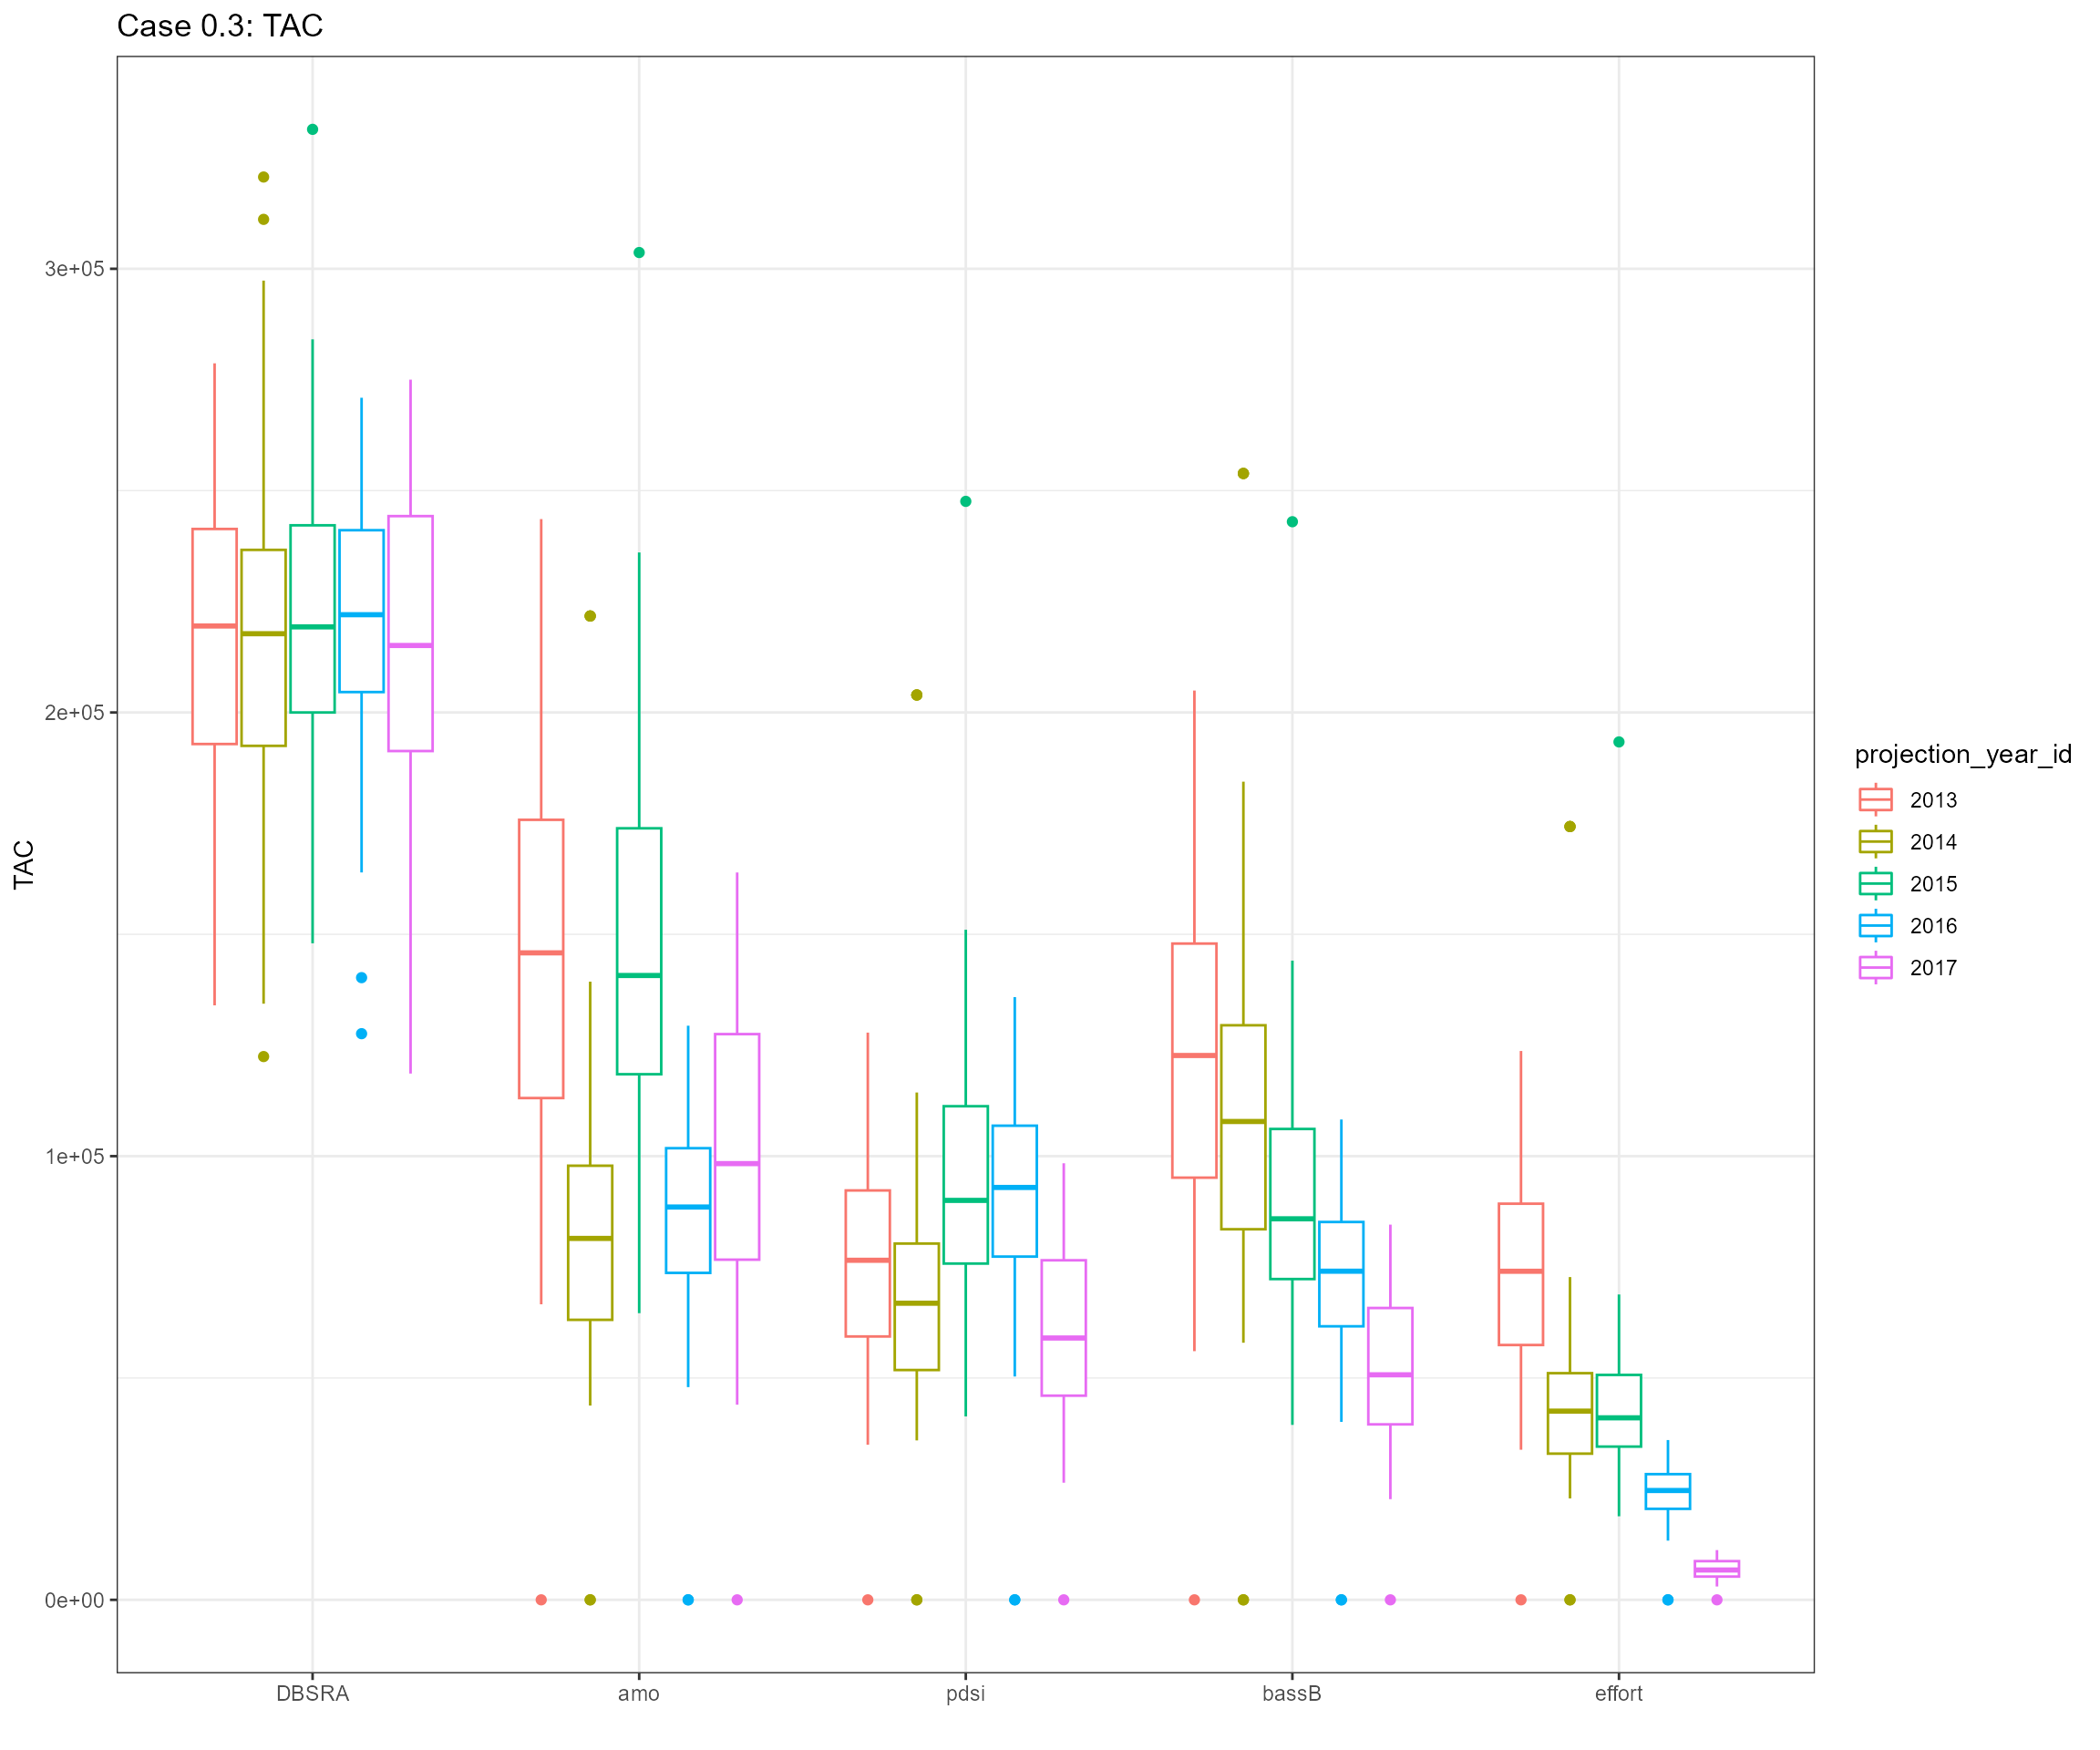 Case 0.3: TAC
3e+05
2e+05
1e+05
0e+00
TAC
DBSRA
amo
pdsi
bassB
effort
projection_year_id
2013
2014
2015
2016
2017